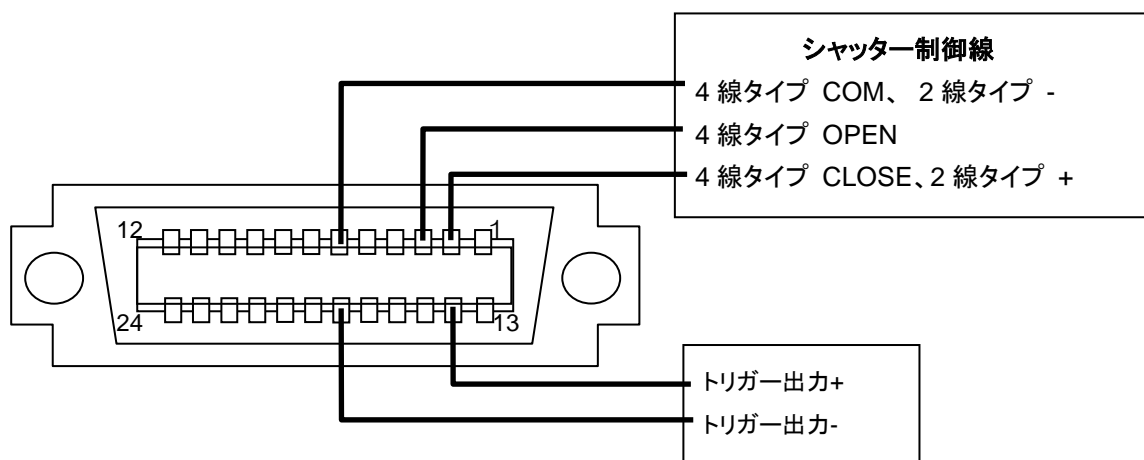 シャッター制御線
4 線タイプ COM、 2 線タイプ -
4 線タイプ OPEN
4 線タイプ CLOSE、2 線タイプ +
12
1
24
13
トリガー出力+
トリガー出力-